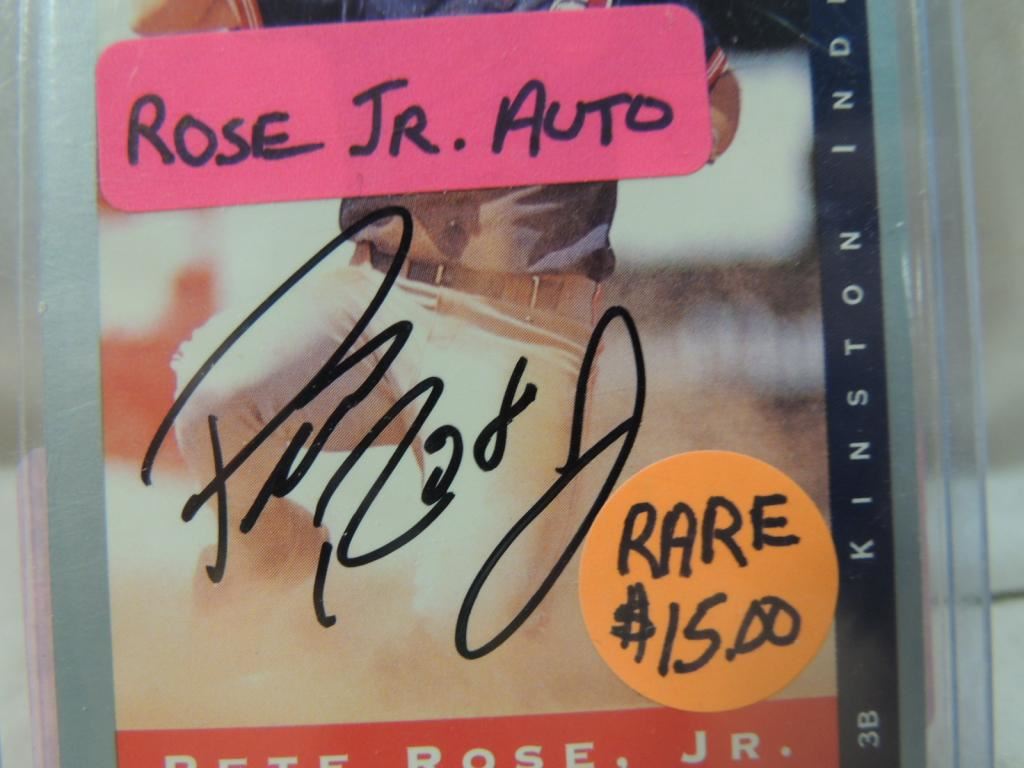 ROSE JR. AUTO
RARE
$15.00
PETE ROSE, JR.
KINSTON IND
3B